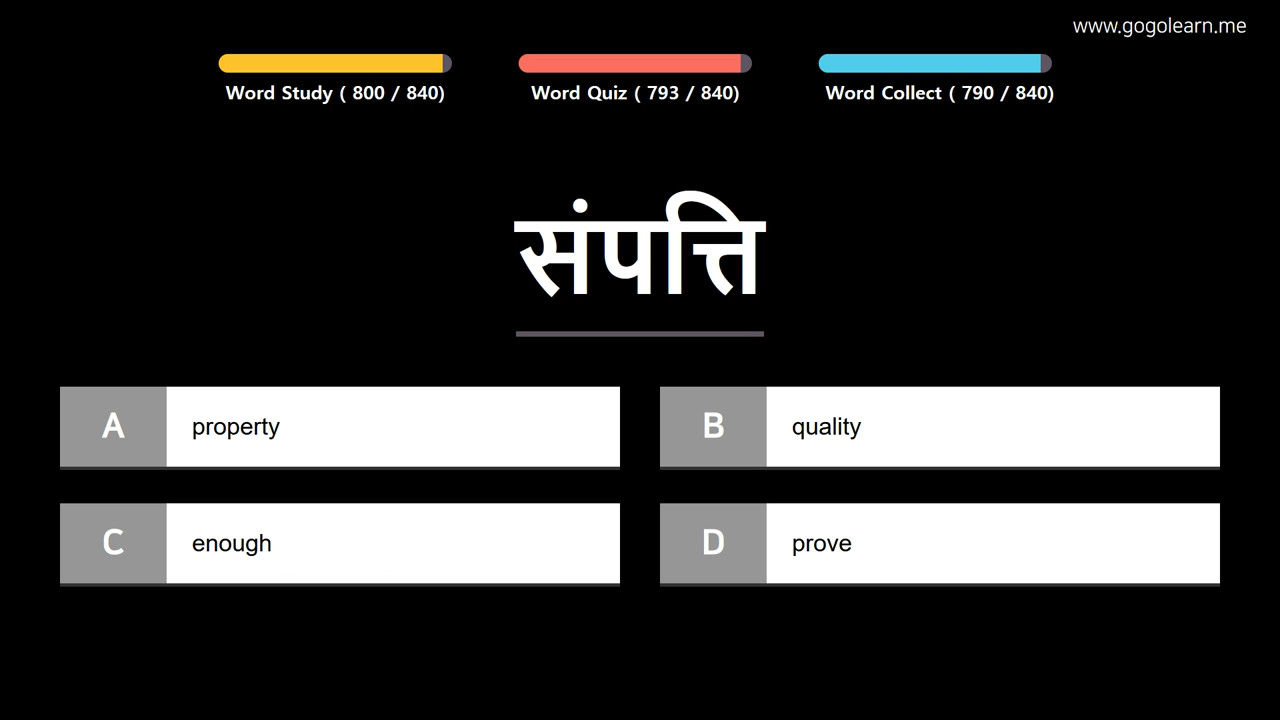 www.gogolearn.me
Word Study ( 800 / 840)
Word Quiz ( 793 / 840)
Word Collect ( 790 / 840)
संपत्ति
A property
B quality
C enough
D prove